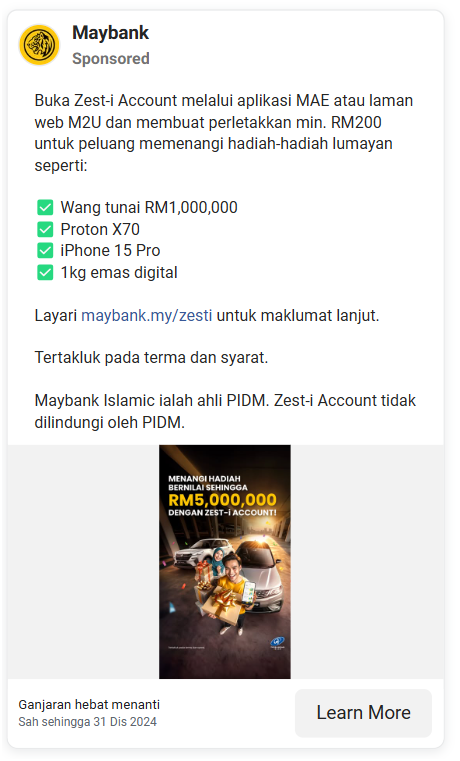 Maybank
Sponsored
Buka Zest-i Account melalui aplikasi MAE atau laman
web M2U dan membuat perletakkan min. RM200
untuk peluang memenangi hadiah-hadiah lumayan
seperti:
✅ Wang tunai RM1,000,000
✅ Proton X70
✅ iPhone 15 Pro
✅ 1kg emas digital
Layari maybank.my/zesti untuk maklumat lanjut.
Tertakluk pada terma dan syarat.
Maybank Islamic ialah ahli PIDM. Zest-i Account tidak
dilindungi oleh PIDM.
MENANGI HADIAH
BERNILAI SEHINGGA
RM5,000,000
DENGAN ZEST-i ACCOUNT!
Ganjaran hebat menanti
Sah sehingga 31 Dis 2024
Learn More